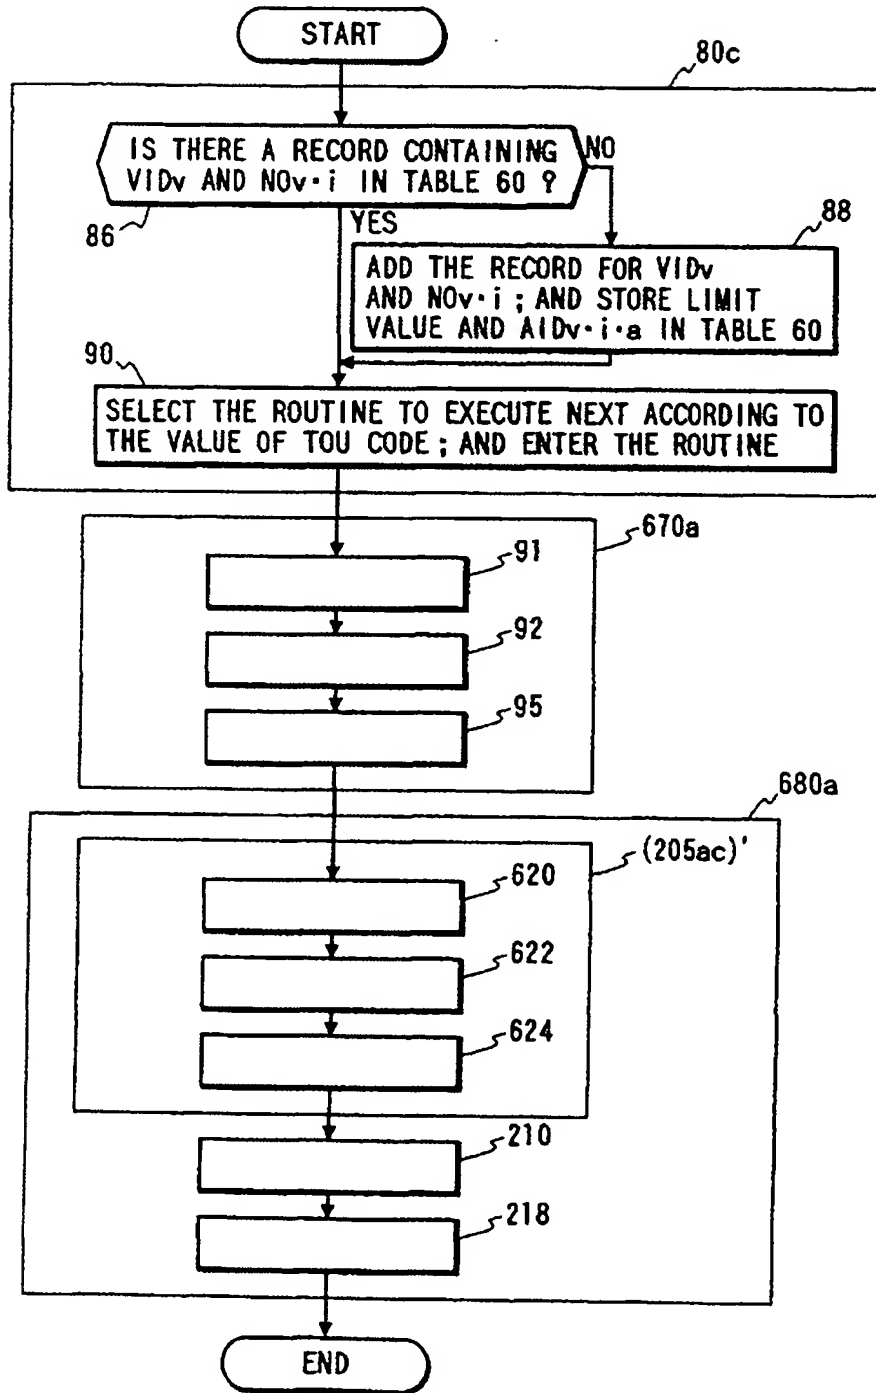 START
80c
IS THERE A RECORD CONTAINING
VIDv AND NOv·i IN TABLE 60 ?
NO
86
YES
88
ADD THE RECORD FOR VIDv
AND NOv·i ; AND STORE LIMIT
VALUE AND AIDv·i·a IN TABLE 60
90
SELECT THE ROUTINE TO EXECUTE NEXT ACCORDING TO
THE VALUE OF TOU CODE ; AND ENTER THE ROUTINE
670a
91
92
95
680a
(205ac)'
620
622
624
210
218
END